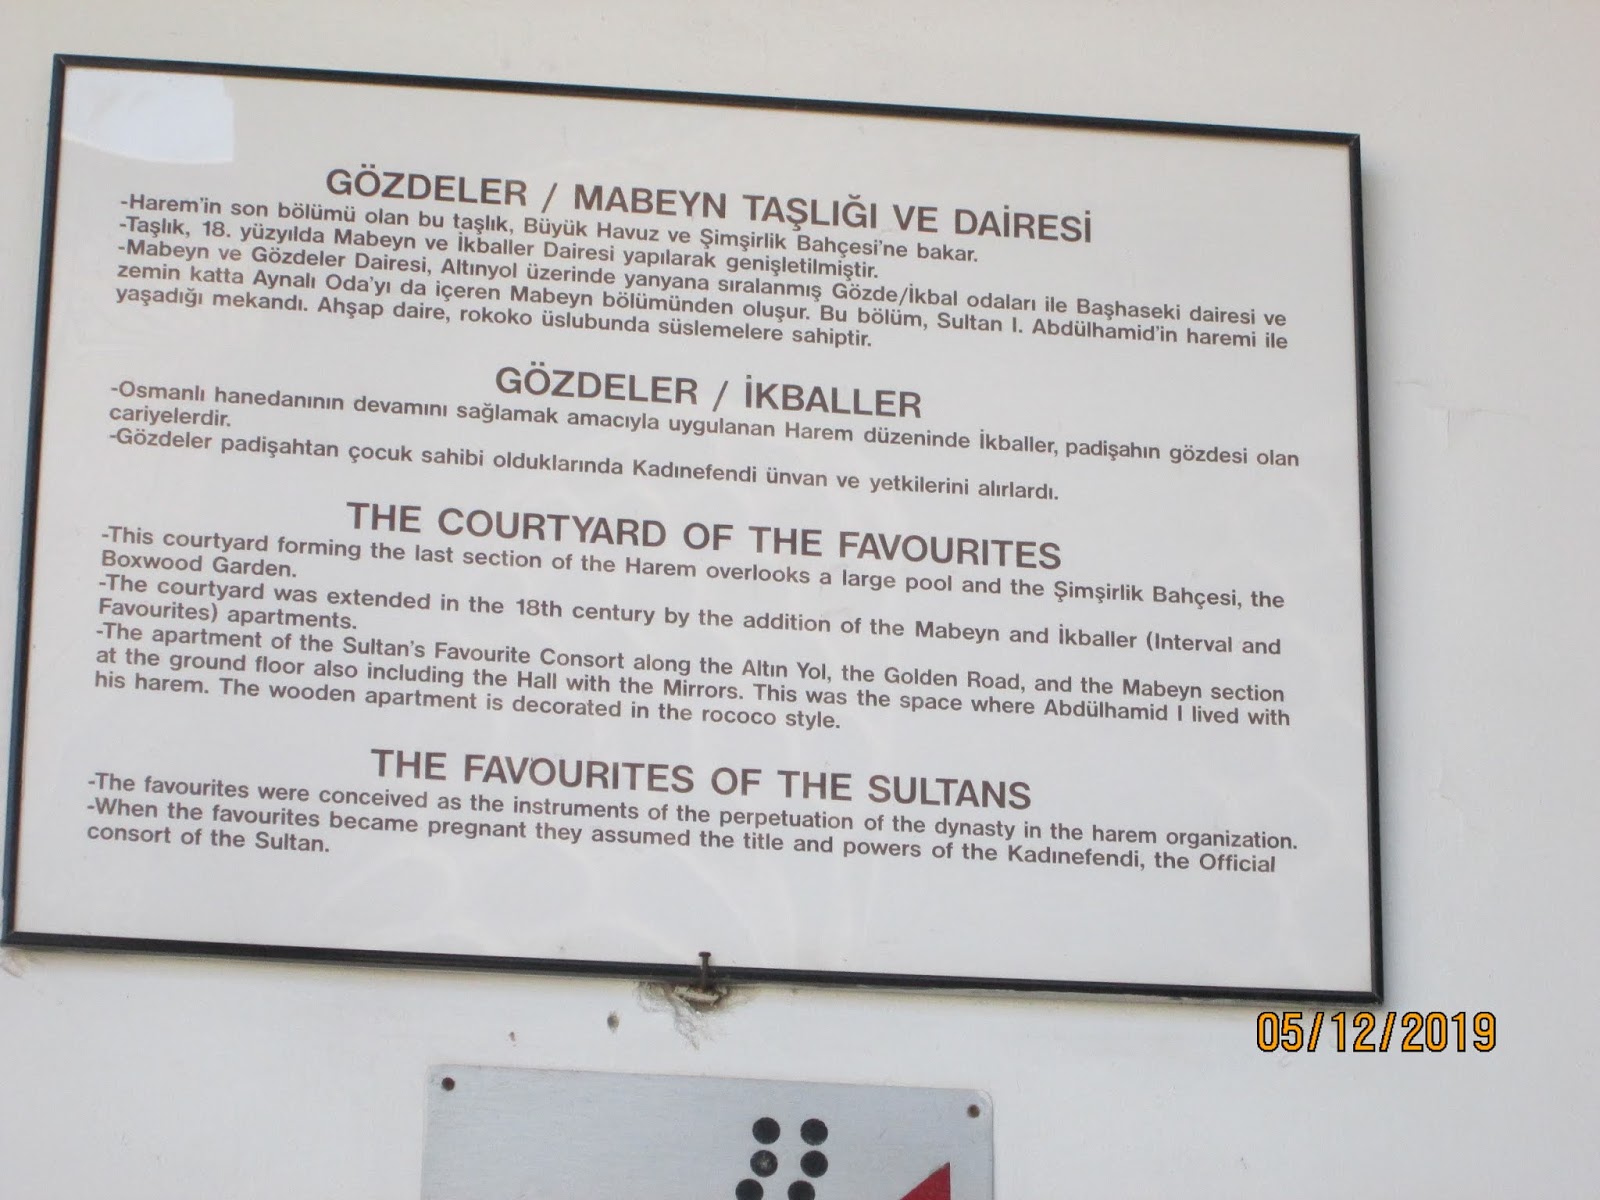 GÖZDELER / MABEYN TAŞLIĞI VE DAİRESİ
-Harem'in son bölümü olan bu taşlık, Büyük Havuz ve Şimşirlik Bahçesi'ne bakar.
-Taşlık, 18. yüzyılda Mabeyn ve İkballer Dairesi yapılarak genişletilmiştir.
-Mabeyn ve Gözdeler Dairesi, Altınyol üzerinde yanyana sıralanmış Gözde/İkbal odaları ile Başhaseki dairesi ve
zemin katta Aynalı Oda'yı da içeren Mabeyn bölümünden oluşur. Bu bölüm, Sultan I. Abdülhamid'in haremi ile
yaşadığı mekandı. Ahşap daire, rokoko üslubunda süslemelere sahiptir.
GÖZDELER / İKBALLER
-Osmanlı hanedanının devamını sağlamak amacıyla uygulanan Harem düzeninde İkballer, padişahın gözdesi olan
cariyelerdir.
-Gözdeler padişahtan çocuk sahibi olduklarında Kadınefendi ünvan ve yetkilerini alırlardı.
THE COURTYARD OF THE FAVOURITES
-This courtyard forming the last section of the Harem overlooks a large pool and the Şimşirlik Bahçesi, the
Boxwood Garden.
-The courtyard was extended in the 18th century by the addition of the Mabeyn and İkballer (Interval and
Favourites) apartments.
-The apartment of the Sultan's Favourite Consort along the Altın Yol, the Golden Road, and the Mabeyn section
at the ground floor also including the Hall with the Mirrors. This was the space where Abdülhamid I lived with
his harem. The wooden apartment is decorated in the rococo style.
THE FAVOURITES OF THE SULTANS
-The favourites were conceived as the instruments of the perpetuation of the dynasty in the harem organization.
-When the favourites became pregnant they assumed the title and powers of the Kadınefendi, the Official
consort of the Sultan.
05/12/2019